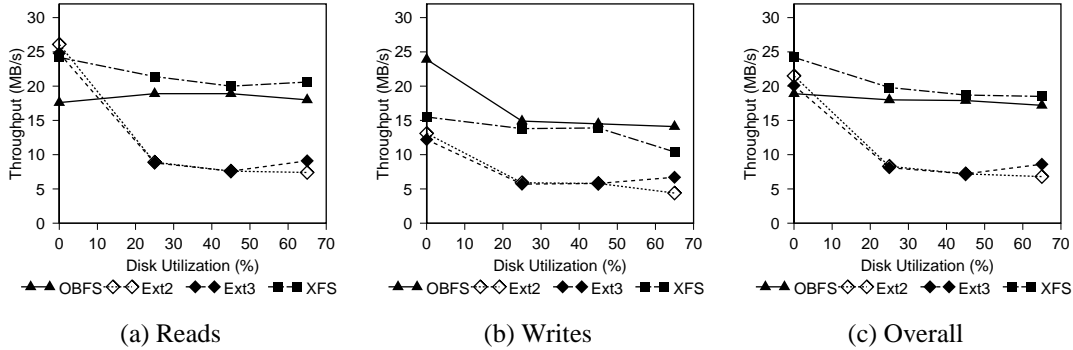 30
25
20
15
10
5
0
Throughput (MB/s)
0 10 20 30 40 50 60 70
Disk Utilization (%)
OBFS Ext2 Ext3 XFS
(a) Reads
30
25
20
15
10
5
0
Throughput (MB/s)
0 10 20 30 40 50 60 70
Disk Utilization (%)
OBFS Ext2 Ext3 XFS
(b) Writes
30
25
20
15
10
5
0
Throughput (MB/s)
0 10 20 30 40 50 60 70
Disk Utilization (%)
OBFS Ext2 Ext3 XFS
(c) Overall